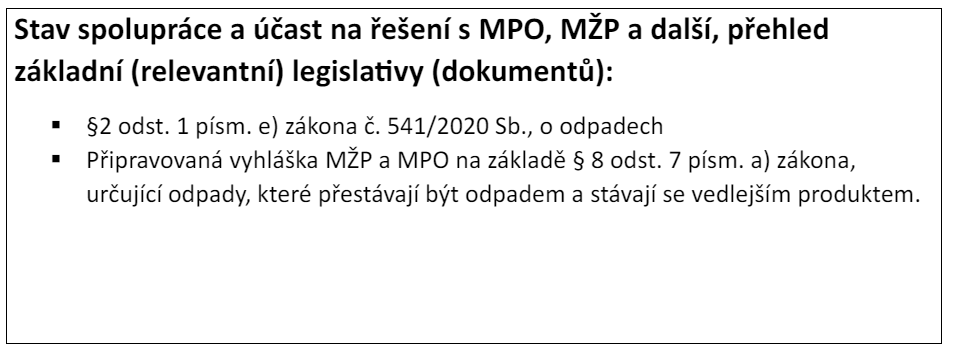 Stav spolupráce a účast na řešení s MPO, MŽP a další, přehled
základní (relevantní) legislativy (dokumentů):
▪ §2 odst. 1 písm. e) zákona č. 541/2020 Sb., o odpadech
▪ Připravovaná vyhláška MŽP a MPO na základě § 8 odst. 7 písm. a) zákona,
určující odpady, které přestávají být odpadem a stávají se vedlejším produktem.